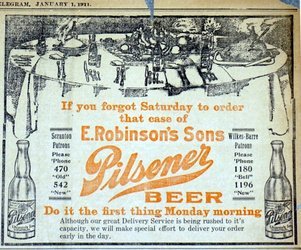 ELEGRAM, JANUARY 1, 1911.
If you forgot Saturday to order
that case of
E. Robinson's Sons
Scranton
Patrons
Please
'Phone
470
"Old"
542
"New"
Pilsener
BEER
Wilkes-Barre
Patrons
Please
'Phone
1180
"Bell"
1196
"New"
Do it the first thing Monday morning
Although our great Delivery Service is being rushed to it's
capacity, we will make special effort to deliver your order
early in the day.
Pilsener